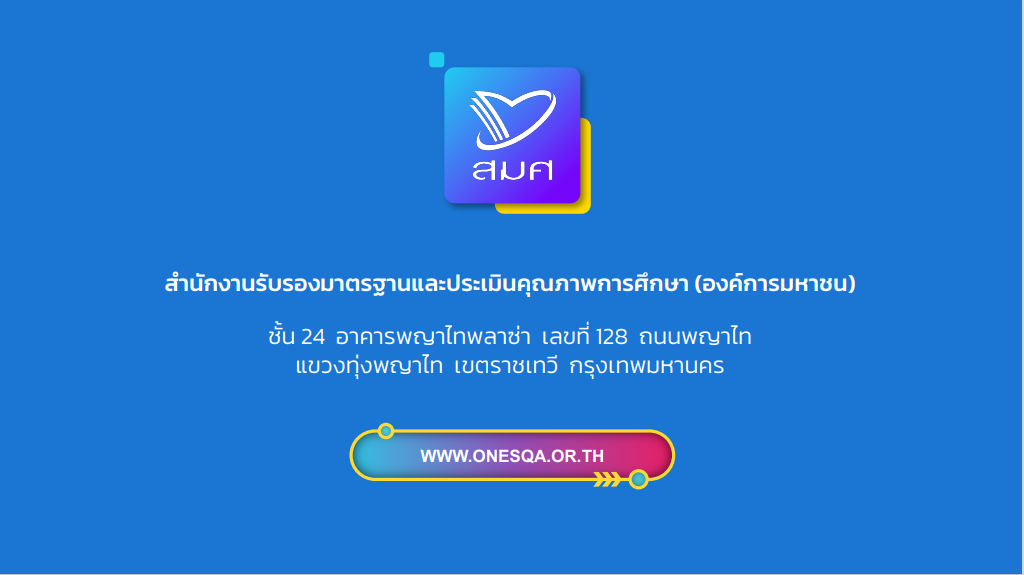 สมศ
สำนักงานรับรองมาตรฐานและประเมินคุณภาพการศึกษา (องค์การมหาชน)
ชั้น 24 อาคารพญาไทพลาซ่า เลขที่ 128 ถนนพญาไท
แขวงทุ่งพญาไท เขตราชเทวี กรุงเทพมหานคร
WWW.ONESQA.OR.TH